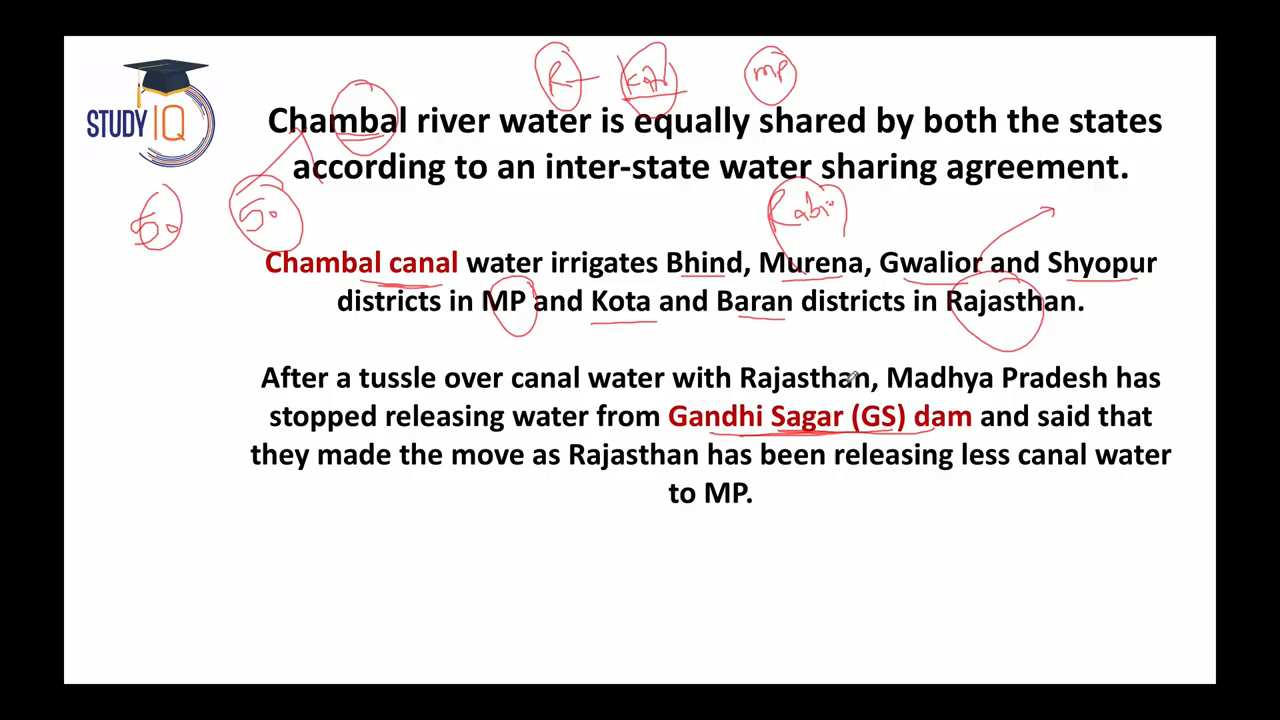 R Kota MP
STUDY IQ
Chambal river water is equally shared by both the states
according to an inter-state water sharing agreement.
50 50 Rabi
Chambal canal water irrigates Bhind, Murena, Gwalior and Shyopur
districts in MP and Kota and Baran districts in Rajasthan.
After a tussle over canal water with Rajasthan, Madhya Pradesh has
stopped releasing water from Gandhi Sagar (GS) dam and said that
they made the move as Rajasthan has been releasing less canal water
to MP.